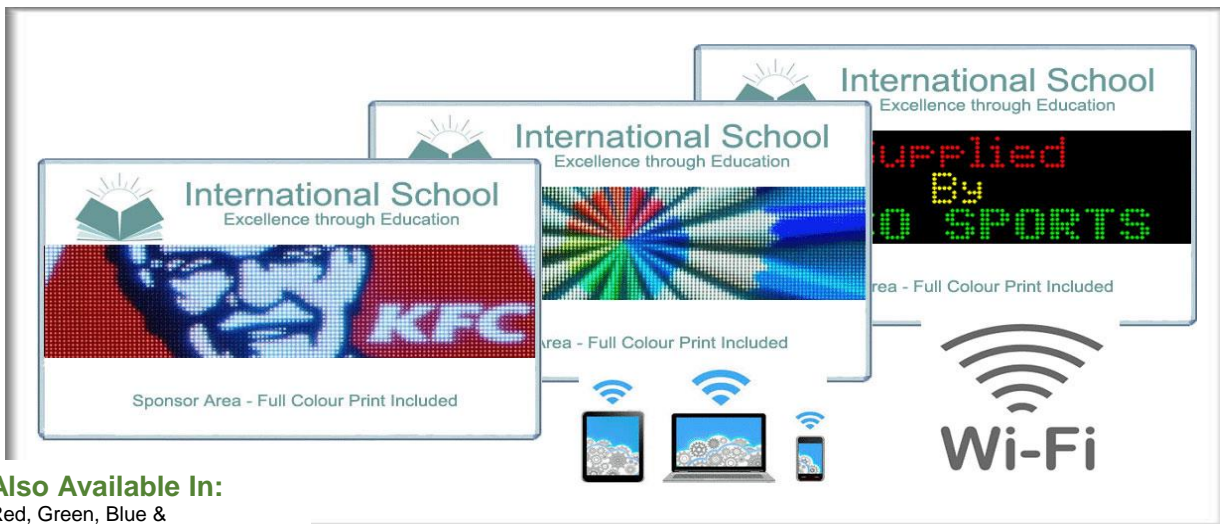 International School
Excellence through Education
KFC
Sponsor Area - Full Colour Print Included
International School
Excellence through Education
Area - Full Colour Print Included
International School
Excellence through Education
Supplied
By
SPORTS
Area - Full Colour Print Included
Wi-Fi
Also Available In:
Red, Green, Blue &